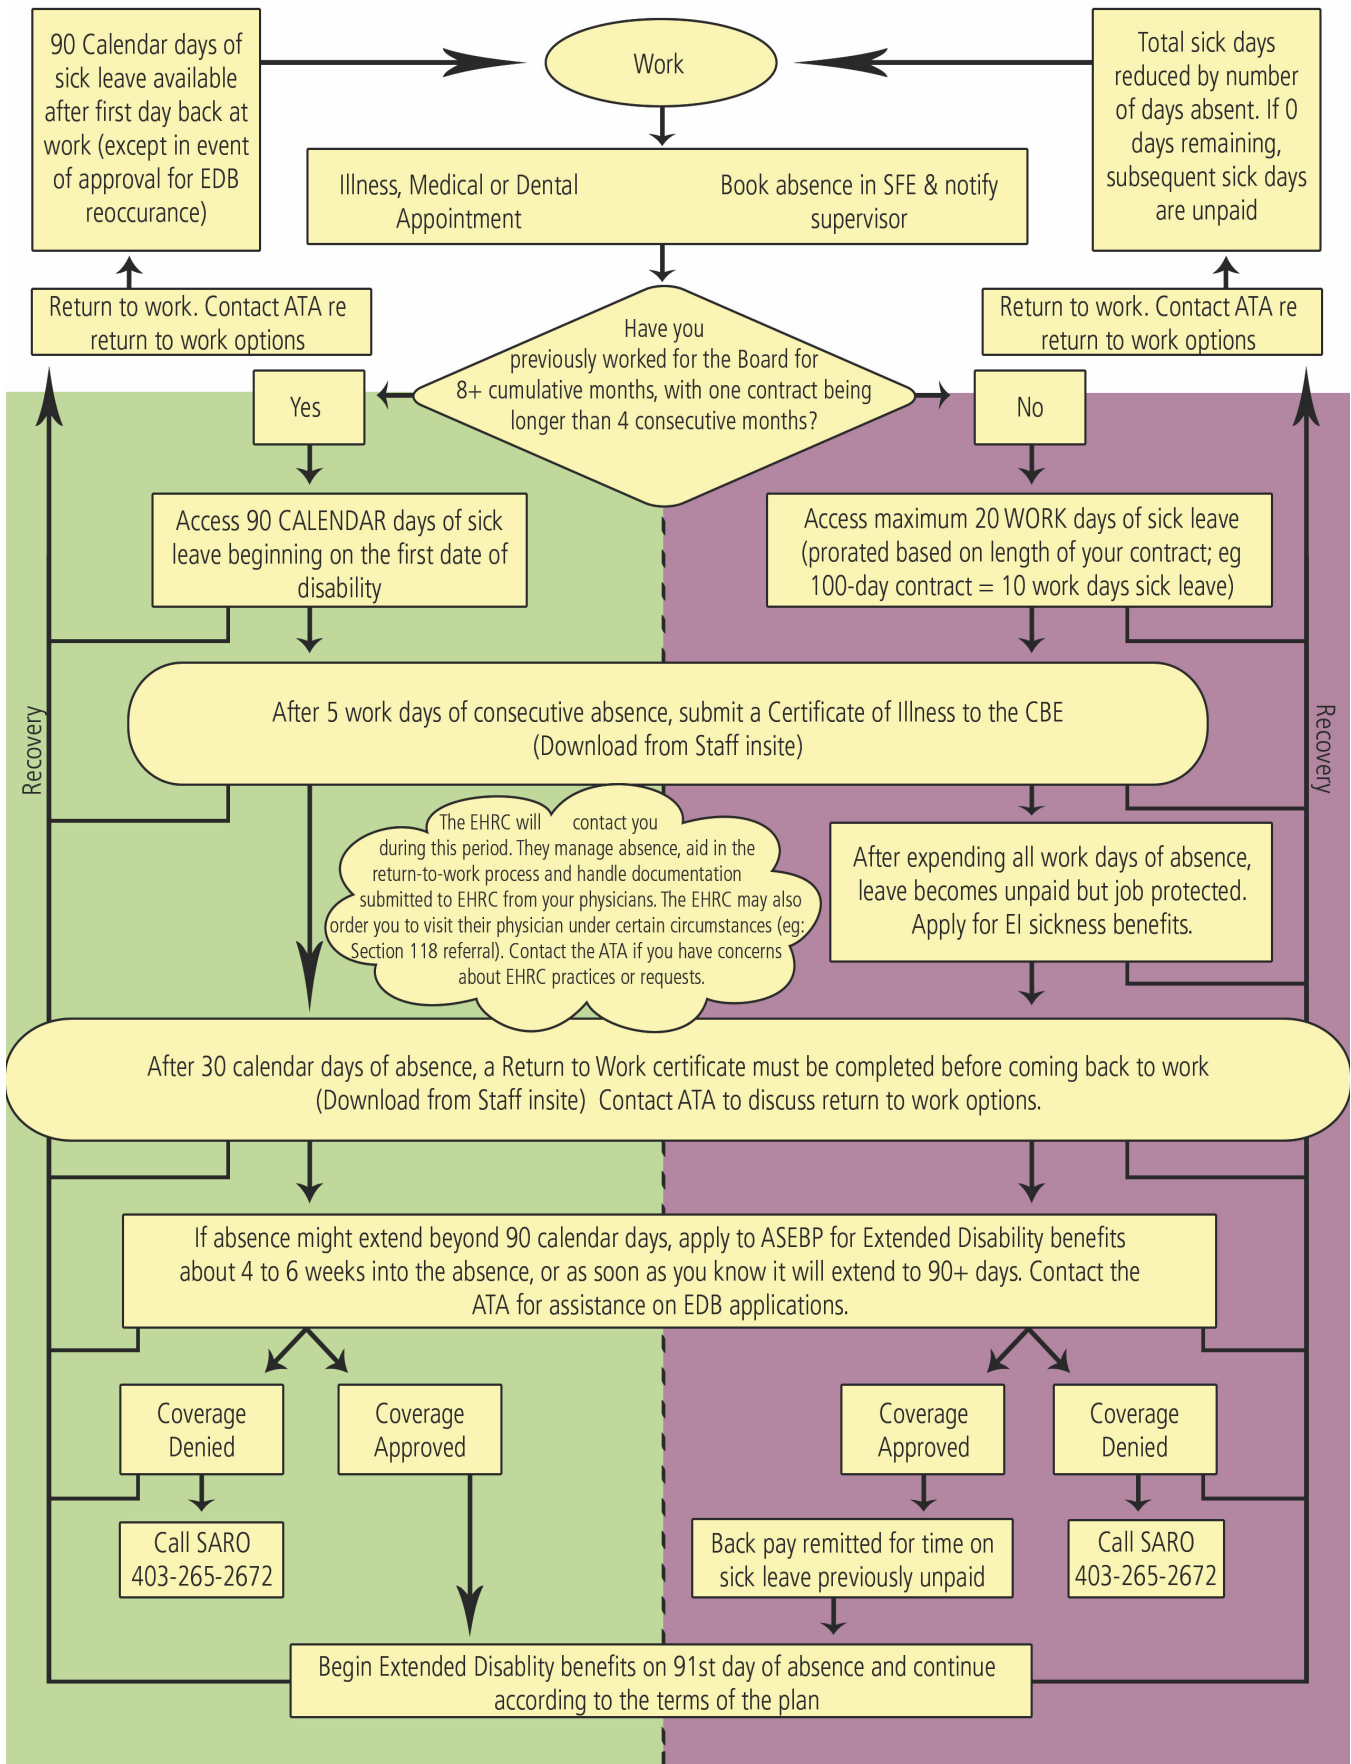 90 Calendar days of
sick leave available
after first day back at
work (except in event
of approval for EDB
reoccurance)
Work
Total sick days
reduced by number
of days absent. If 0
days remaining,
subsequent sick days
are unpaid
Illness, Medical or Dental
Appointment
Book absence in SFE & notify
supervisor
Return to work. Contact ATA re
return to work options
Return to work. Contact ATA re
return to work options
Have you
previously worked for the Board for
8+ cumulative months, with one contract being
longer than 4 consecutive months?
Yes
No
Access 90 CALENDAR days of sick
leave beginning on the first date of
disability
Access maximum 20 WORK days of sick leave
(prorated based on length of your contract; eg
100-day contract = 10 work days sick leave)
Recovery
Recovery
After 5 work days of consecutive absence, submit a Certificate of Illness to the CBE
(Download from Staff insite)
The EHRC will contact you
during this period. They manage absence, aid in the
return-to-work process and handle documentation
submitted to EHRC from your physicians. The EHRC may also
order you to visit their physician under certain circumstances (eg:
Section 118 referral). Contact the ATA if you have concerns
about EHRC practices or requests.
After expending all work days of absence,
leave becomes unpaid but job protected.
Apply for EI sickness benefits.
After 30 calendar days of absence, a Return to Work certificate must be completed before coming back to work
(Download from Staff insite) Contact ATA to discuss return to work options.
If absence might extend beyond 90 calendar days, apply to ASEBP for Extended Disability benefits
about 4 to 6 weeks into the absence, or as soon as you know it will extend to 90+ days. Contact the
ATA for assistance on EDB applications.
Coverage
Denied
Coverage
Approved
Coverage
Approved
Coverage
Denied
Call SARO
403-265-2672
Back pay remitted for time on
sick leave previously unpaid
Call SARO
403-265-2672
Begin Extended Disablity benefits on 91st day of absence and continue
according to the terms of the plan